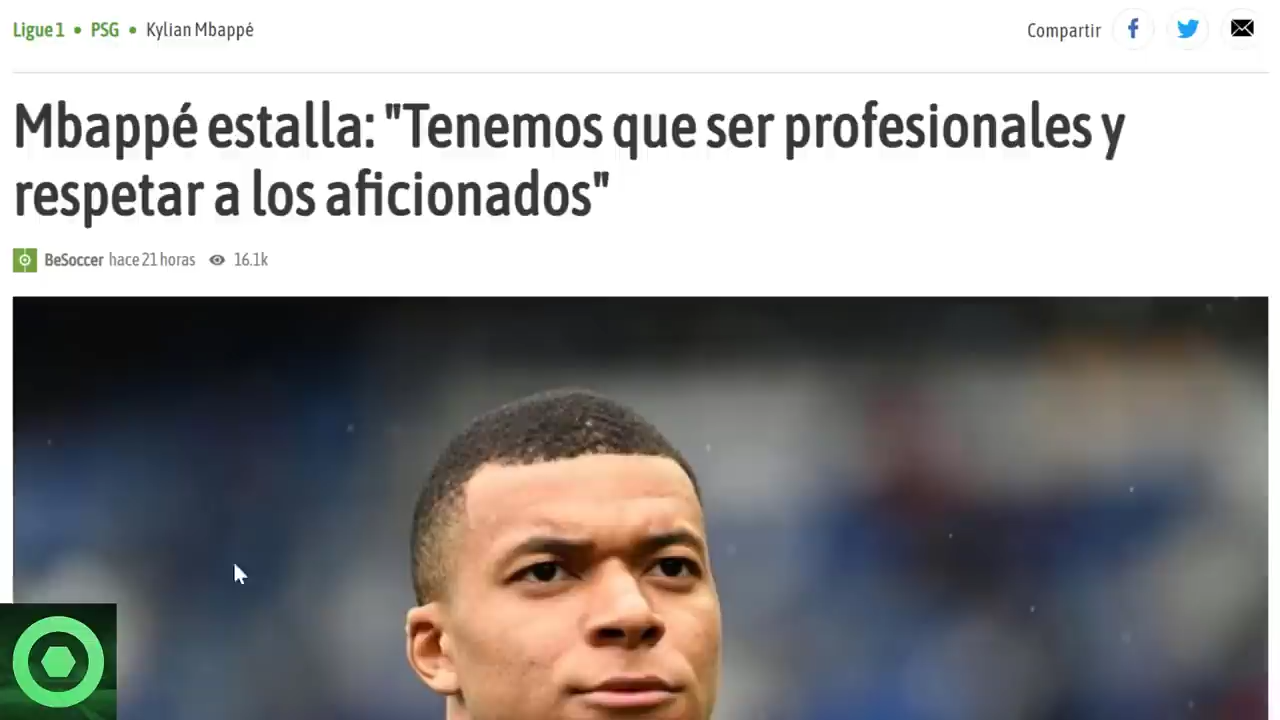 Ligue 1 • PSG • Kylian Mbappé
Compartir
Mbappé estalla: "Tenemos que ser profesionales y
respetar a los aficionados"
BeSoccer hace 21 horas 16.1k